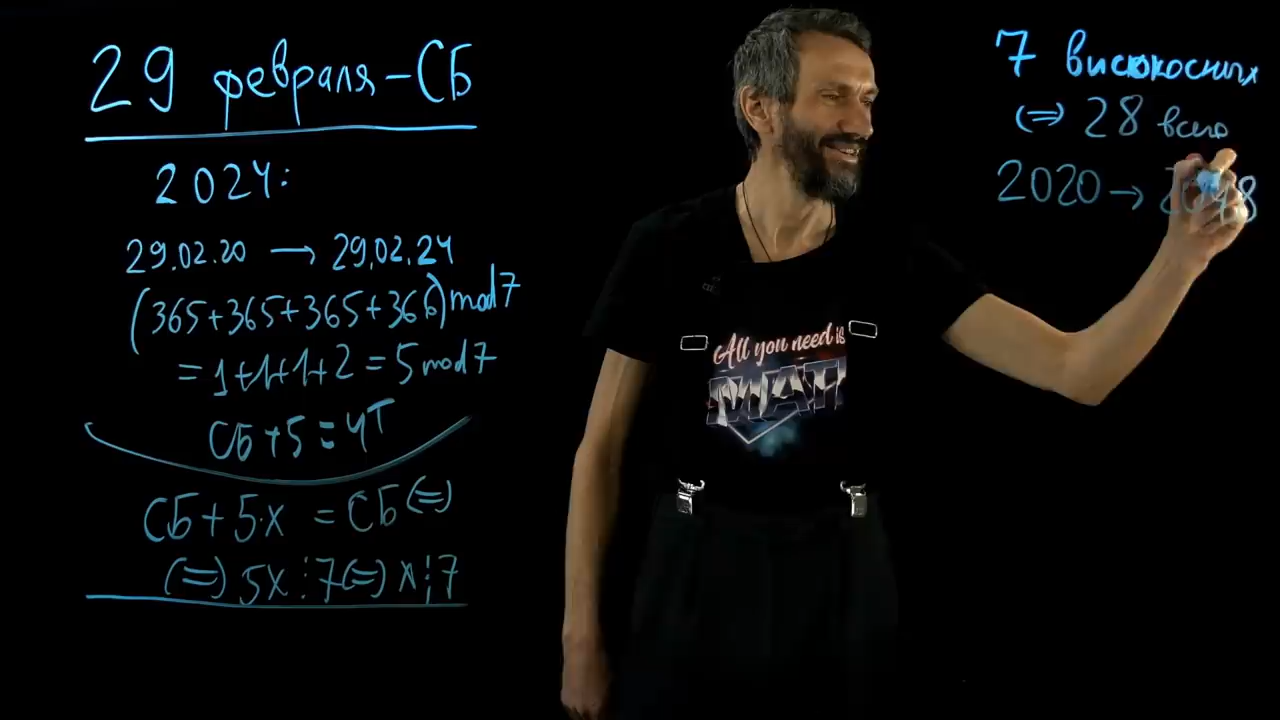 29 февраля - СБ
2024:
29.02.20 → 29.02.24
(365+365+365+366) mod 7
= 1+1+1+2 = 5 mod 7
СБ + 5 = ЧТ
СБ + 5·x = СБ (=)
(=) 5x ⋮ 7 (=) x ⋮ 7
7 високосных
(=) 28 всего
2020 → 2048
All you need is
MATH